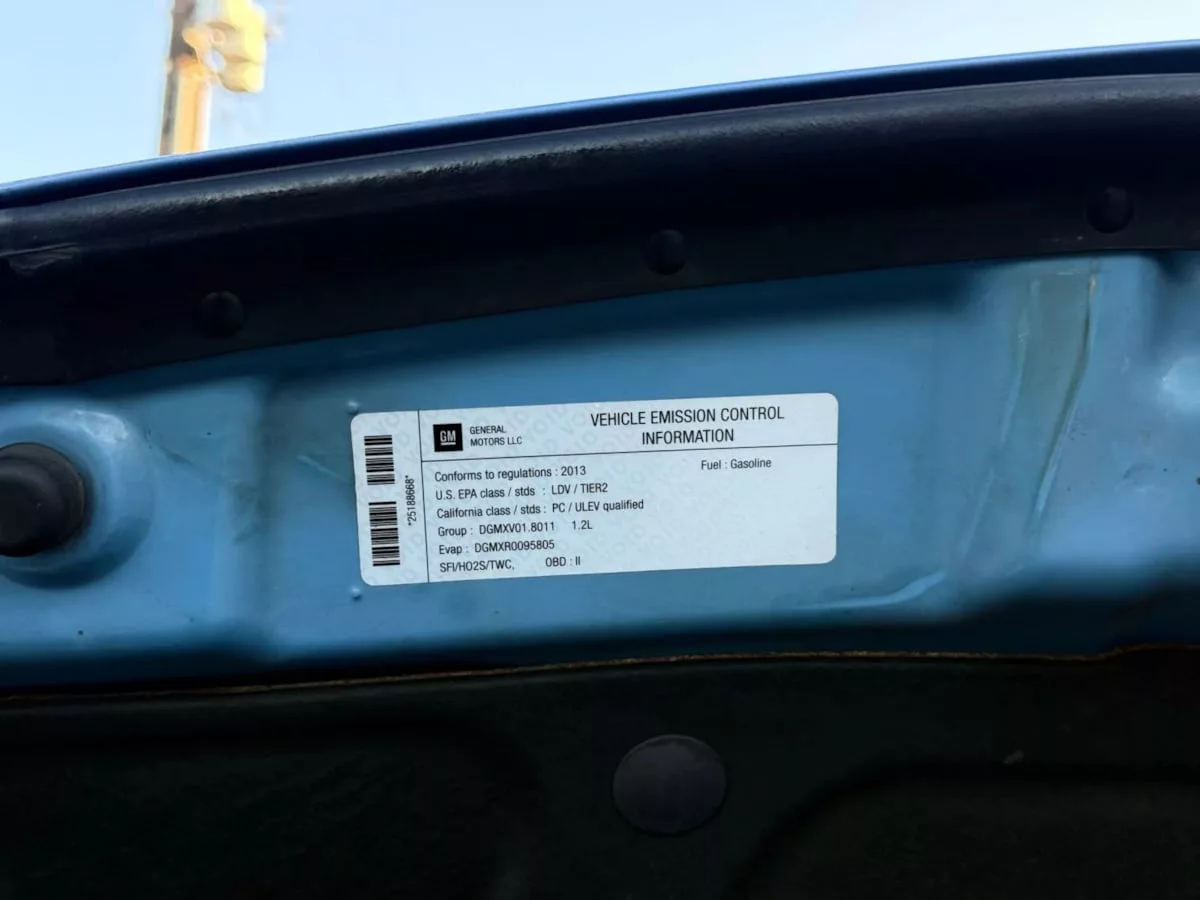 *25188668*
GM
GENERAL
MOTORS LLC
VEHICLE EMISSION CONTROL
INFORMATION
Conforms to regulations : 2013
Fuel : Gasoline
U.S. EPA class / stds : LDV / TIER2
California class / stds : PC / ULEV qualified
Group : DGMXV01.8011 1.2L
Evap : DGMXR0095805
SFI/HO2S/TWC, OBD : II